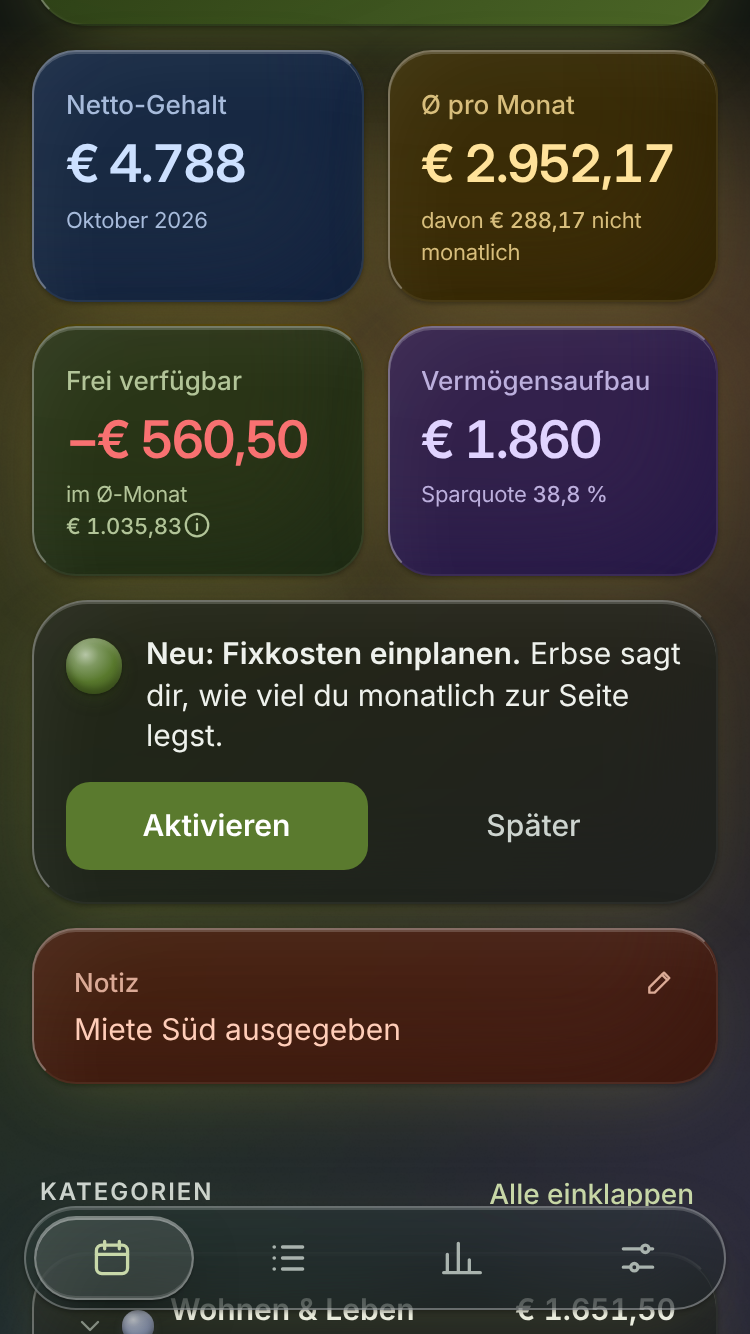 Netto-Gehalt
€ 4.788
Oktober 2026
Ø pro Monat
€ 2.952,17
davon € 288,17 nicht
monatlich
Frei verfügbar
–€ 560,50
im Ø-Monat
€ 1.035,83
Vermögensaufbau
€ 1.860
Sparquote 38,8 %
Neu: Fixkosten einplanen. Erbse sagt
dir, wie viel du monatlich zur Seite
legst.
Aktivieren
Später
Notiz
Miete Süd ausgegeben
KATEGORIEN
Alle einklappen
Wohnen & Leben
€ 1.651,50